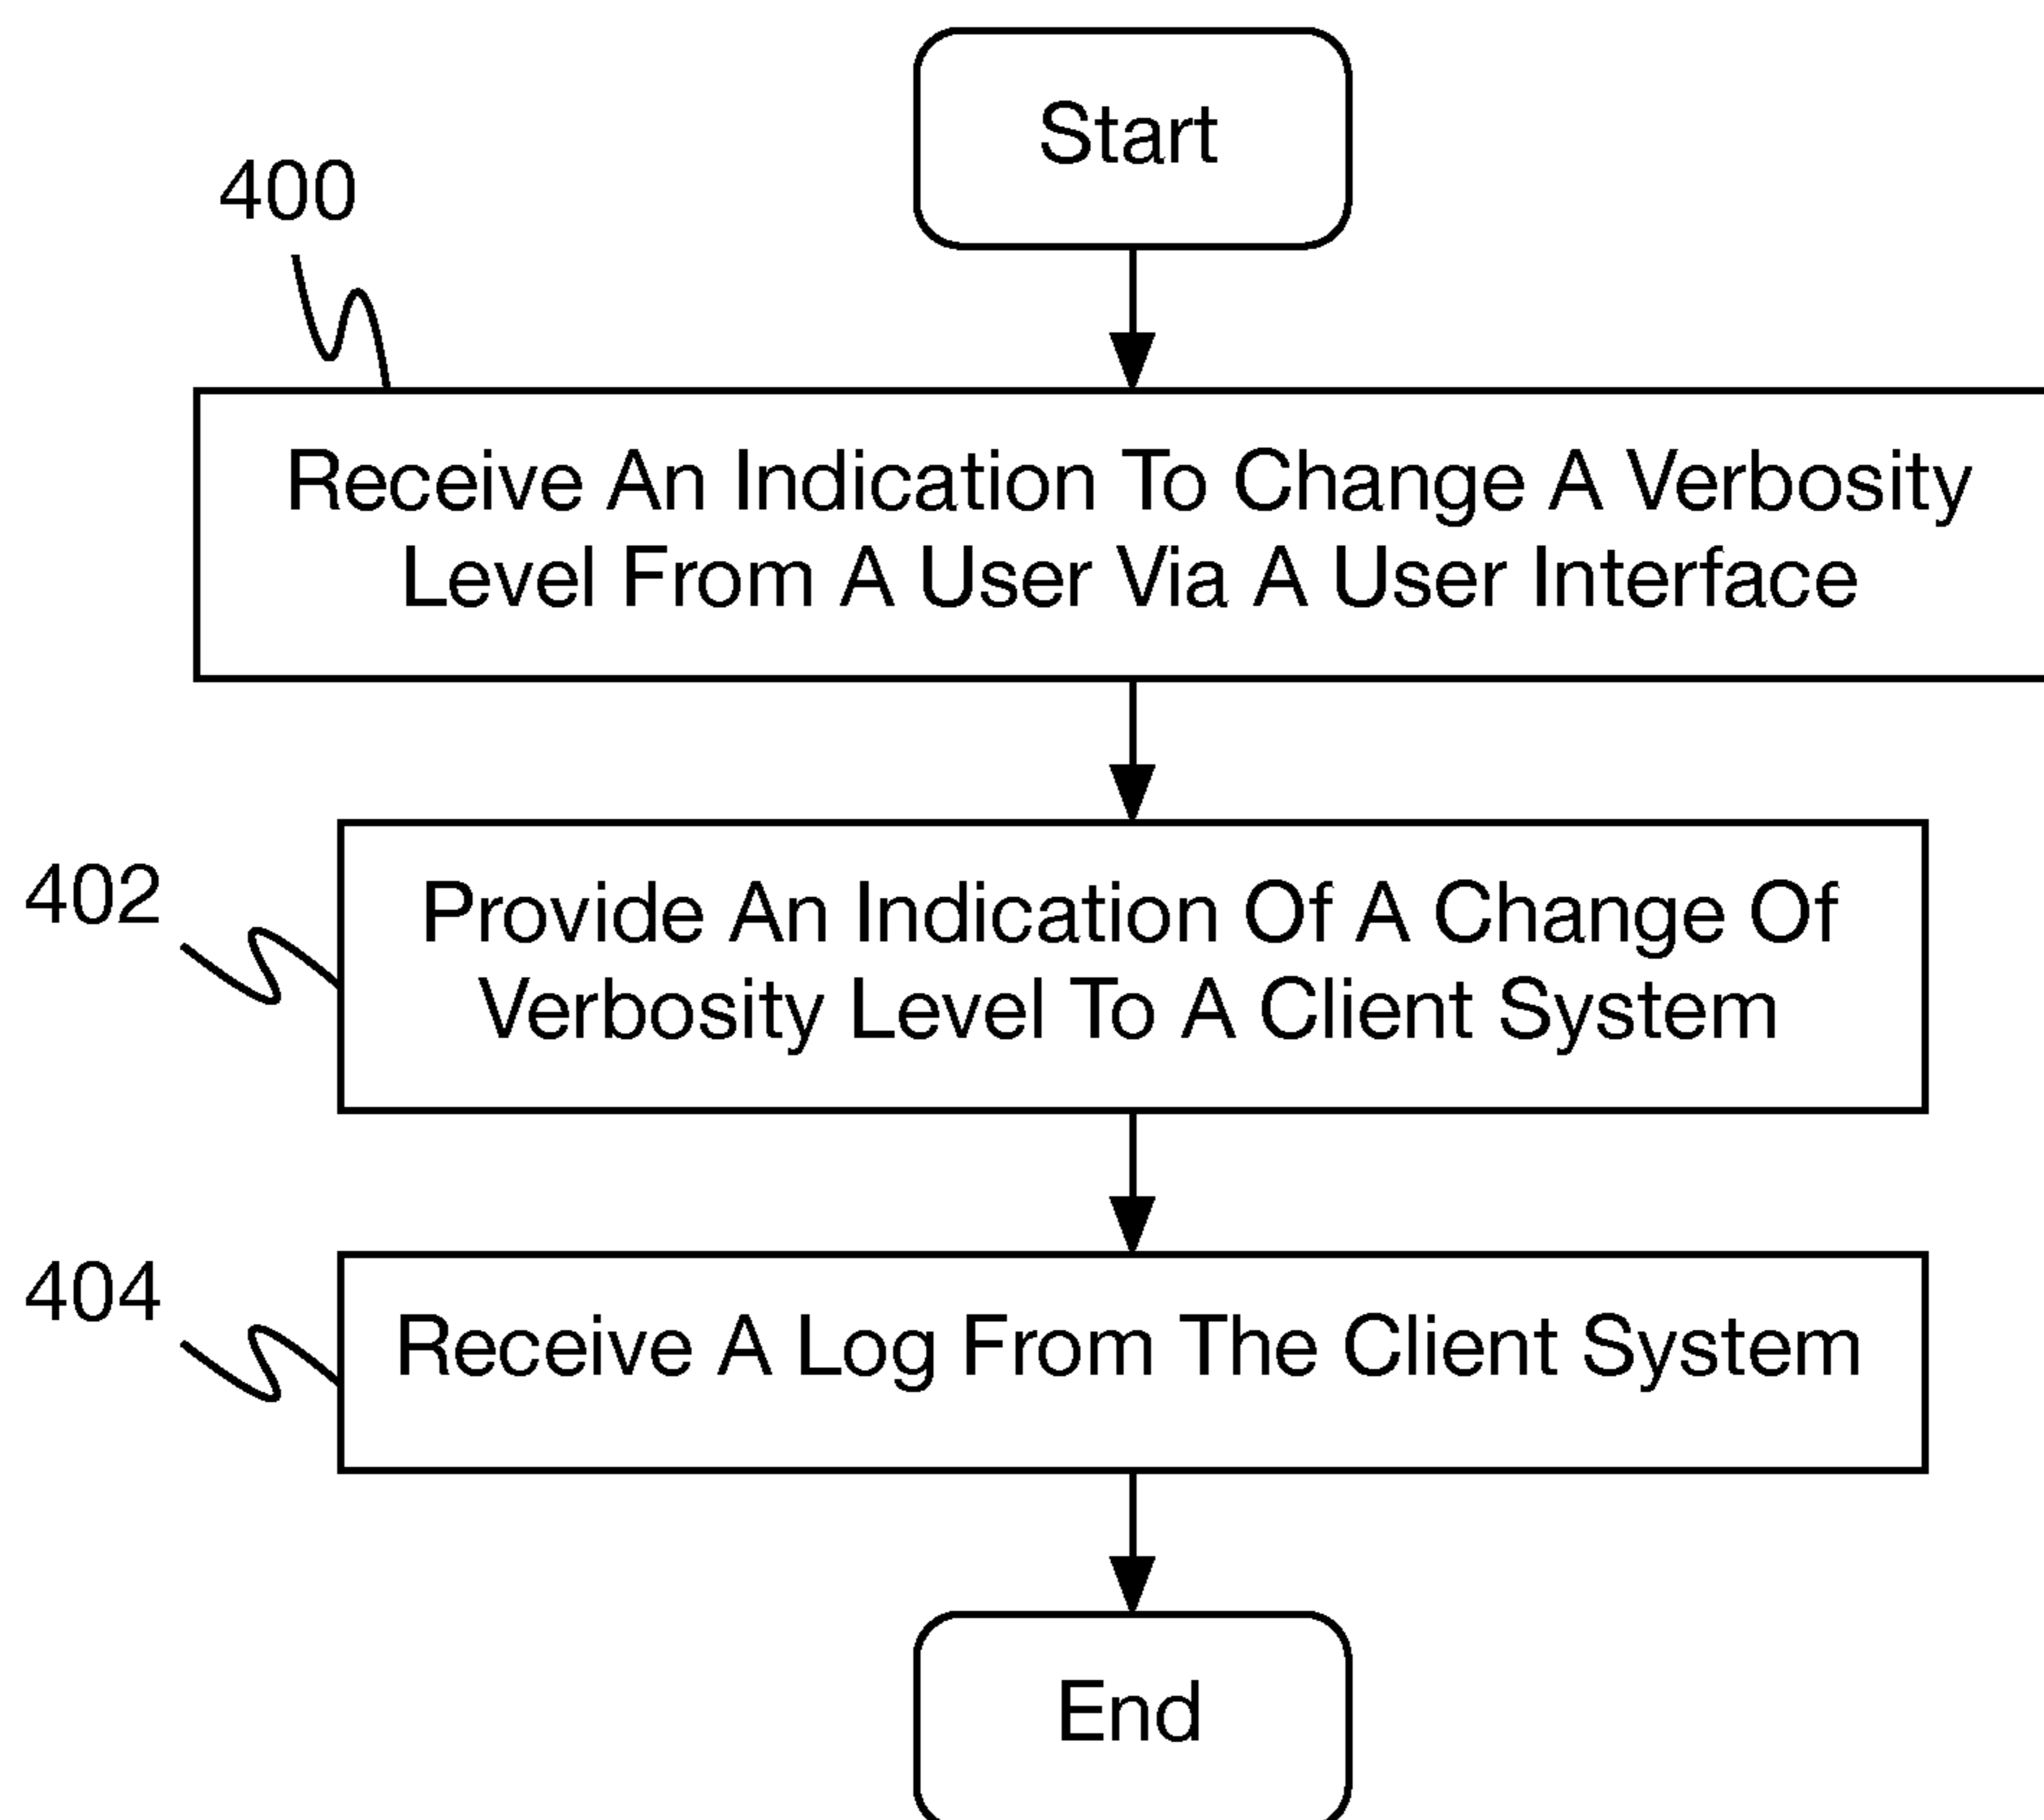 Start
400
Receive An Indication To Change A Verbosity
Level From A User Via A User Interface
402
Provide An Indication Of A Change Of
Verbosity Level To A Client System
404
Receive A Log From The Client System
End